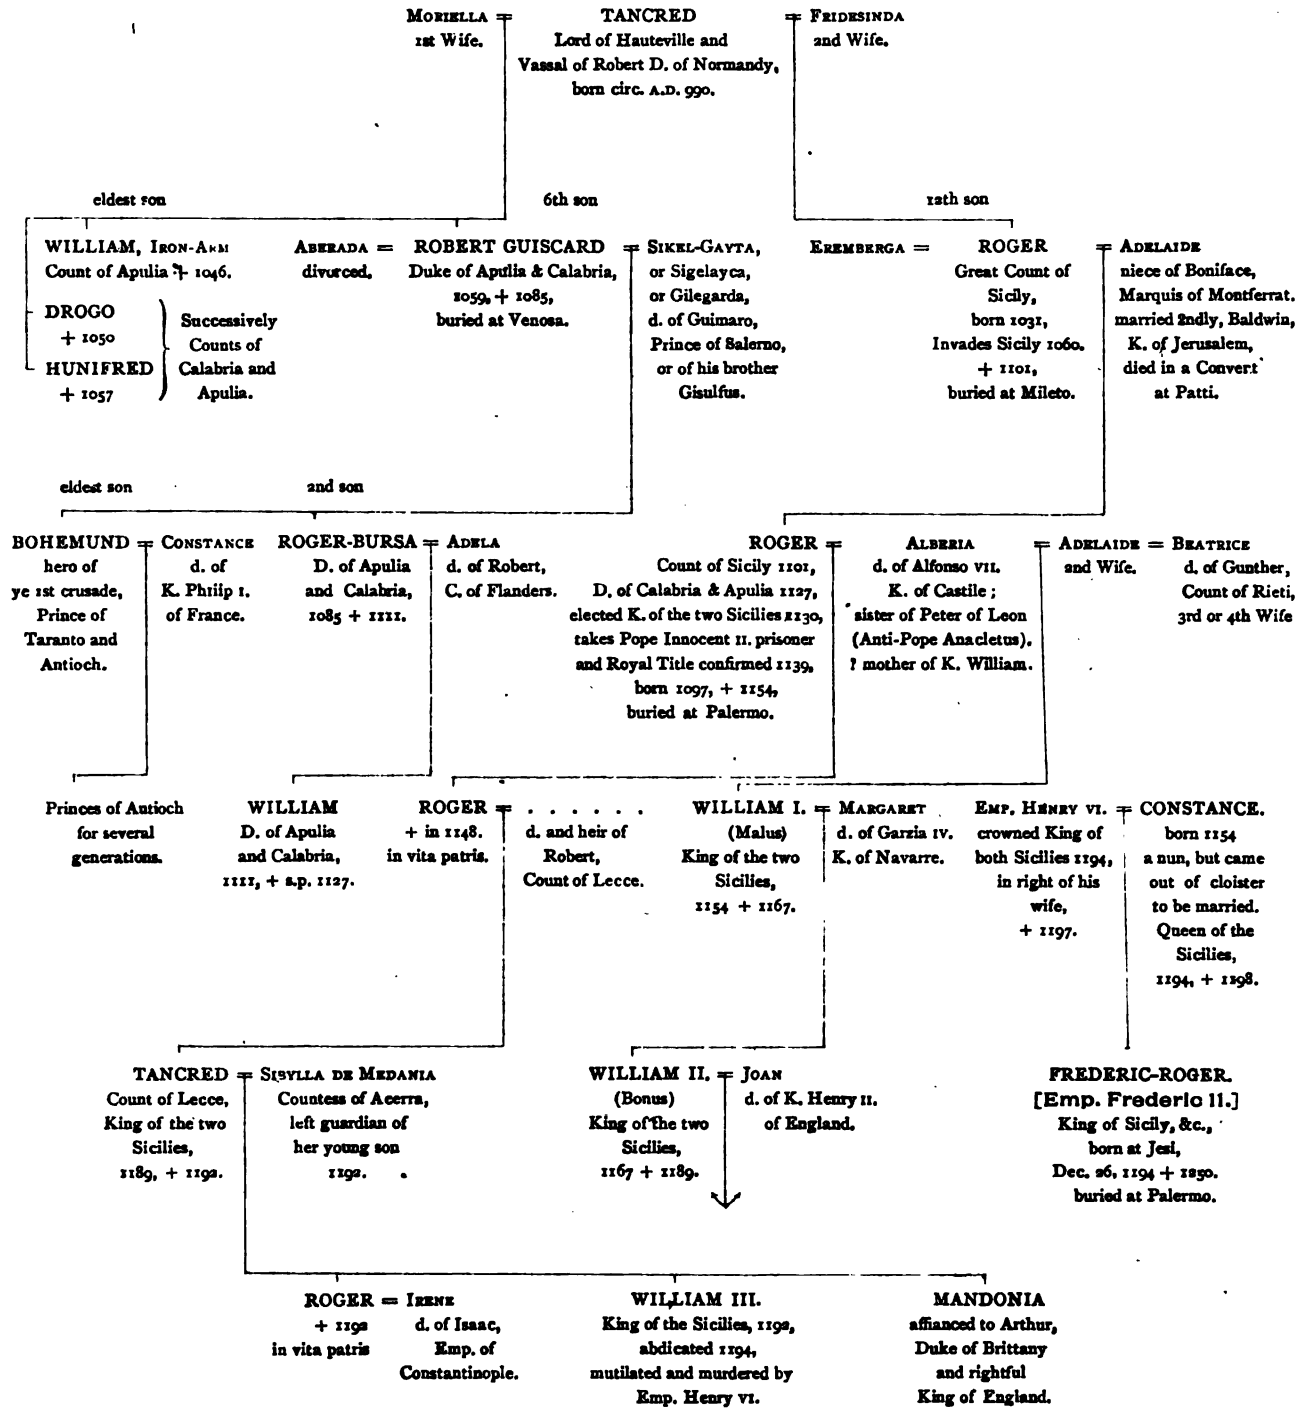 MORIELLA = TANCRED = FRIDESINDA
1st Wife.
Lord of Hauteville and
Vassal of Robert D. of Normandy,
born circ. A.D. 990.
2nd Wife.
eldest son
6th son
12th son
WILLIAM, IRON-ARM
Count of Apulia + 1046.
DROGO
+ 1050
HUNIFRED
+ 1057
Successively
Counts of
Calabria and
Apulia.
ABERADA =
divorced.
ROBERT GUISCARD =
Duke of Apulia & Calabria,
1059, + 1085,
buried at Venosa.
SIKEL-GAYTA,
or Sigelayca,
or Gilegarda,
d. of Guimaro,
Prince of Salerno,
or of his brother
Gisulfus.
EREMBERGA =
ROGER =
Great Count of
Sicily,
born 1031,
Invades Sicily 1060.
+ 1101,
buried at Mileto.
ADELAIDE
niece of Boniface,
Marquis of Montferrat.
married 2ndly, Baldwin,
K. of Jerusalem,
died in a Convent
at Patti.
eldest son
2nd son
BOHEMUND =
hero of
ye 1st crusade,
Prince of
Taranto and
Antioch.
CONSTANCE
d. of
K. Philip I.
of France.
ROGER-BURSA =
D. of Apulia
and Calabria,
1085 + 1111.
ADELA
d. of Robert,
C. of Flanders.
ROGER =
Count of Sicily 1101,
D. of Calabria & Apulia 1127,
elected K. of the two Sicilies 1130,
takes Pope Innocent II. prisoner
and Royal Title confirmed 1139,
born 1097, + 1154,
buried at Palermo.
ALBERIA
d. of Alfonso VII.
K. of Castile ;
sister of Peter of Leon
(Anti-Pope Anacletus).
? mother of K. William.
= ADELAIDE =
2nd Wife.
BEATRICE
d. of Gunther,
Count of Rieti,
3rd or 4th Wife
Princes of Antioch
for several
generations.
WILLIAM
D. of Apulia
and Calabria,
1111, + s.p. 1127.
ROGER =
+ in 1148.
in vita patris.
. . . . . .
d. and heir of
Robert,
Count of Lecce.
WILLIAM I. =
(Malus)
King of the two
Sicilies,
1154 + 1167.
MARGARET
d. of Garzia IV.
K. of Navarre.
EMP. HENRY VI. =
crowned King of
both Sicilies 1194,
in right of his
wife,
+ 1197.
CONSTANCE.
born 1154
a nun, but came
out of cloister
to be married.
Queen of the
Sicilies,
1194, + 1198.
TANCRED =
Count of Lecce,
King of the two
Sicilies,
1189, + 1192.
SIBYLLA DE MEDANIA
Countess of Acerra,
left guardian of
her young son
1192.
WILLIAM II. =
(Bonus)
King of the two
Sicilies,
1167 + 1189.
JOAN
d. of K. Henry II.
of England.
FREDERIC-ROGER.
[Emp. Frederic II.]
King of Sicily, &c.,
born at Jesi,
Dec. 26, 1194 + 1250.
buried at Palermo.
ROGER =
+ 1192
in vita patris
IRENE
d. of Isaac,
Emp. of
Constantinople.
WILLIAM III.
King of the Sicilies, 1192,
abdicated 1194,
mutilated and murdered by
Emp. Henry VI.
MANDONIA
affianced to Arthur,
Duke of Brittany
and rightful
King of England.